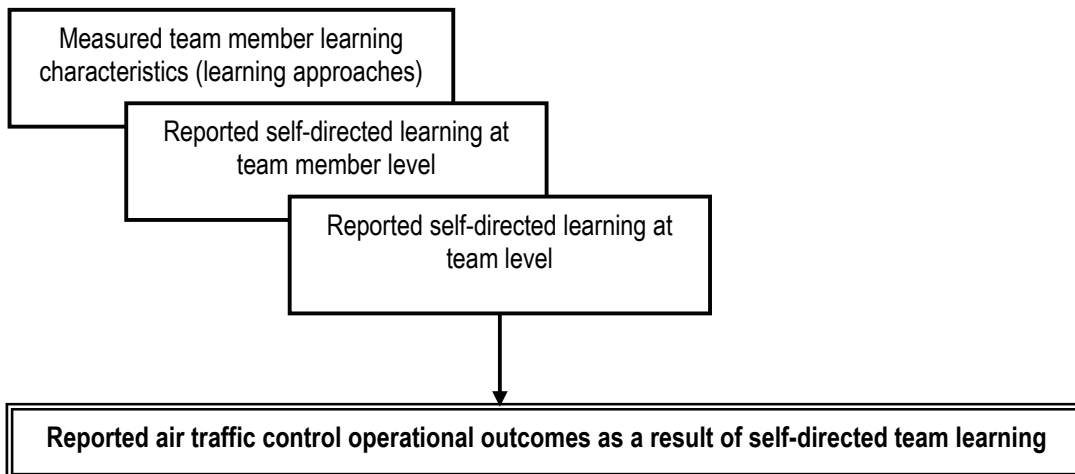 Measured team member learning
characteristics (learning approaches)
Reported self-directed learning at
team member level
Reported self-directed learning at
team level
Reported air traffic control operational outcomes as a result of self-directed team learning